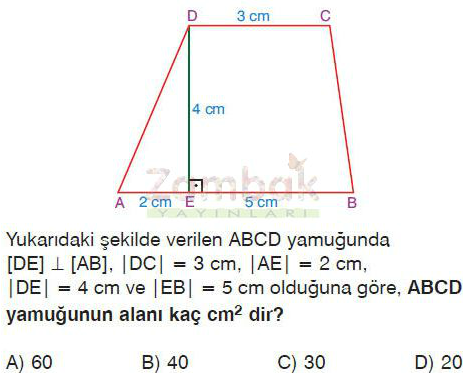 D 3 cm C
4 cm
Zambak
A 2 cm E 5 cm B
YAYINLARI
Yukarıdaki şekilde verilen ABCD yamuğunda
[DE] ⊥ [AB], |DC| = 3 cm, |AE| = 2 cm,
|DE| = 4 cm ve |EB| = 5 cm olduğuna göre, ABCD
yamuğunun alanı kaç cm² dir?
A) 60 B) 40 C) 30 D) 20